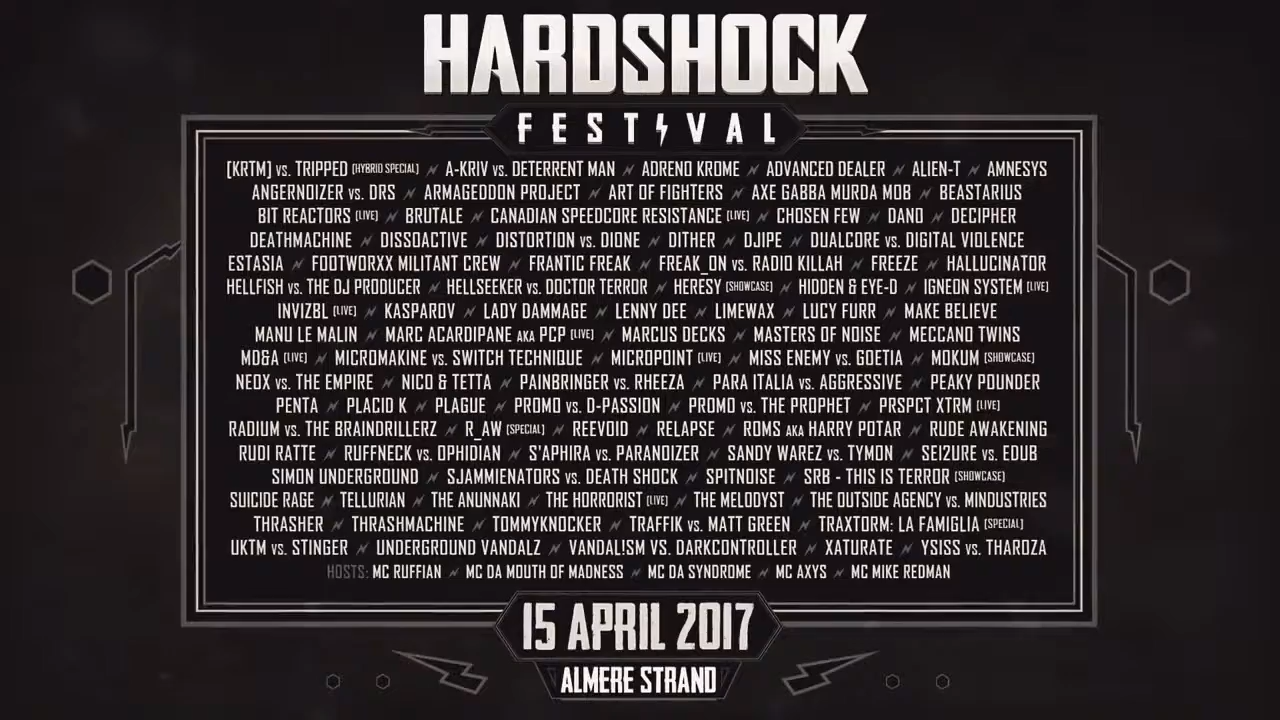 HARDSHOCK
FESTIVAL
[KRTM] vs. TRIPPED [HYBRID SPECIAL] A-KRIV vs. DETERRENT MAN ADRENO KROME ADVANCED DEALER ALIEN-T AMNESYS
ANGERNOIZER vs. DRS ARMAGEDDON PROJECT ART OF FIGHTERS AXE GABBA MURDA MOB BEASTARIUS
BIT REACTORS [LIVE] BRUTALE CANADIAN SPEEDCORE RESISTANCE [LIVE] CHOSEN FEW DANO DECIPHER
DEATHMACHINE DISSOACTIVE DISTORTION vs. DIONE DITHER DJIPE DUALCORE vs. DIGITAL VIOLENCE
ESTASIA FOOTWORXX MILITANT CREW FRANTIC FREAK FREAK_ON vs. RADIO KILLAH FREEZE HALLUCINATOR
HELLFISH vs. THE DJ PRODUCER HELLSEEKER vs. DOCTOR TERROR HERESY [SHOWCASE] HIDDEN & EYE-D IGNEON SYSTEM [LIVE]
INVIZBL [LIVE] KASPAROV LADY DAMMAGE LENNY DEE LIMEWAX LUCY FURR MAKE BELIEVE
MANU LE MALIN MARC ACARDIPANE AKA PCP [LIVE] MARCUS DECKS MASTERS OF NOISE MECCANO TWINS
MO&A [LIVE] MICROMAKINE vs. SWITCH TECHNIQUE MICROPOINT [LIVE] MISS ENEMY vs. GOETIA MOKUM [SHOWCASE]
NEOX vs. THE EMPIRE NICO & TETTA PAINBRINGER vs. RHEEZA PARA ITALIA vs. AGGRESSIVE PEAKY POUNDER
PENTA PLACID K PLAGUE PROMO vs. D-PASSION PROMO vs. THE PROPHET PRSPCT XTRM [LIVE]
RADIUM vs. THE BRAINDRILLERZ R_AW [SPECIAL] REEVOID RELAPSE ROMS AKA HARRY POTAR RUDE AWAKENING
RUDI RATTE RUFFNECK vs. OPHIDIAN S'APHIRA vs. PARANOIZER SANDY WAREZ vs. TYMON SEI2URE vs. EDUB
SIMON UNDERGROUND SJAMMIENATORS vs. DEATH SHOCK SPITNOISE SRB - THIS IS TERROR [SHOWCASE]
SUICIDE RAGE TELLURIAN THE ANUNNAKI THE HORRORIST [LIVE] THE MELODYST THE OUTSIDE AGENCY vs. MINDUSTRIES
THRASHER THRASHMACHINE TOMMYKNOCKER TRAFFIK vs. MATT GREEN TRAXTORM: LA FAMIGLIA [SPECIAL]
UKTM vs. STINGER UNDERGROUND VANDALZ VANDAL!SM VS. DARKCONTROLLER XATURATE YSISS vs. THAROZA
HOSTS: MC RUFFIAN MC DA MOUTH OF MADNESS MC DA SYNDROME MC AXYS MC MIKE REDMAN
15 APRIL 2017
ALMERE STRAND